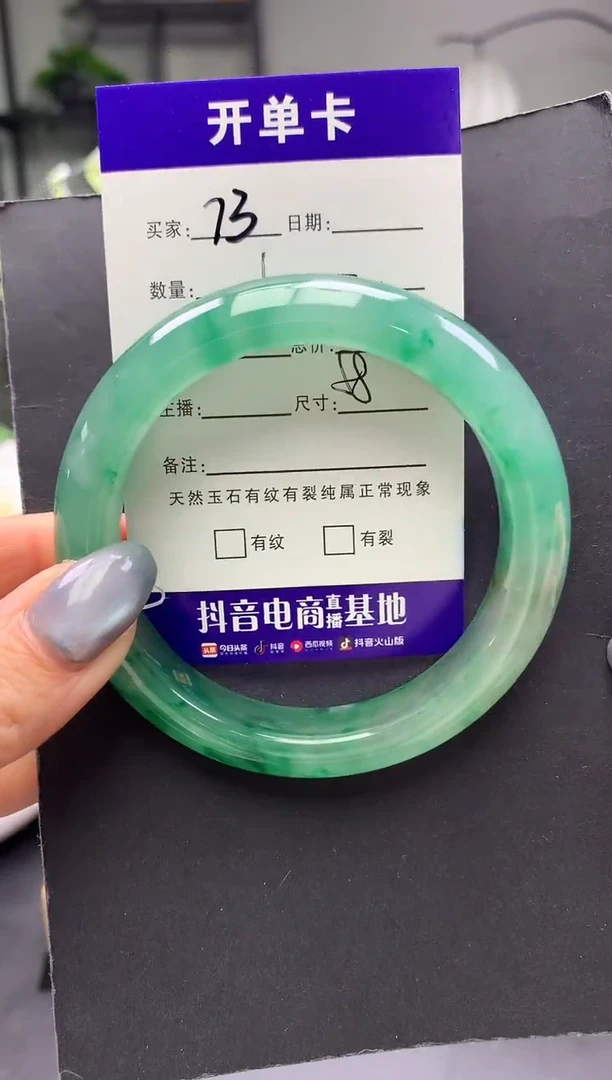 开单卡
买家: 73 日期:
数量:
总价:
主播: 尺寸: 58
备注:
天然玉石有纹有裂纯属正常现象
有纹 有裂
抖音电商直播基地
头条 今日头条 抖音 西瓜视频 抖音火山版